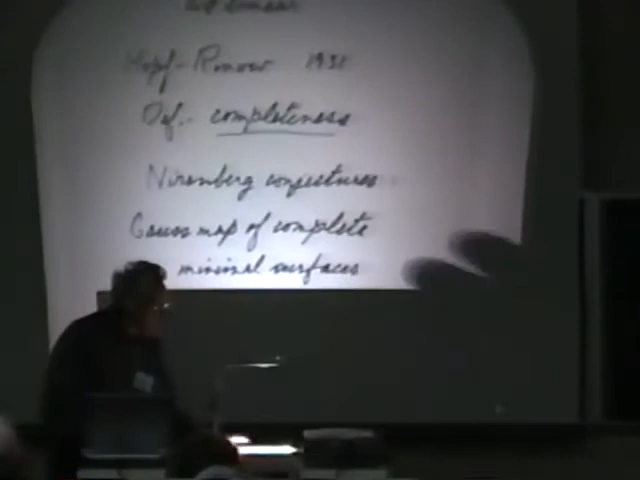 Hopf-Rinow 1931
Def.- completeness
Nirenberg conjectures
Gauss map of complete
minimal surfaces